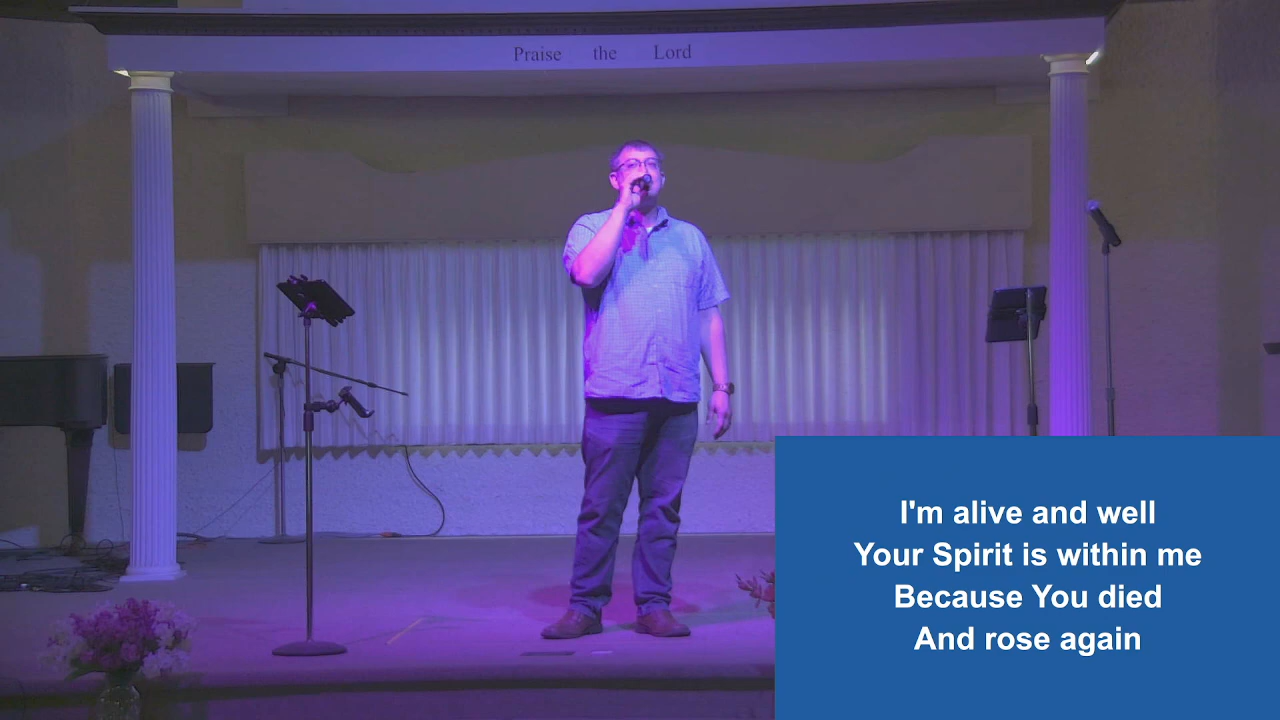 Praise the Lord
I'm alive and well
Your Spirit is within me
Because You died
And rose again